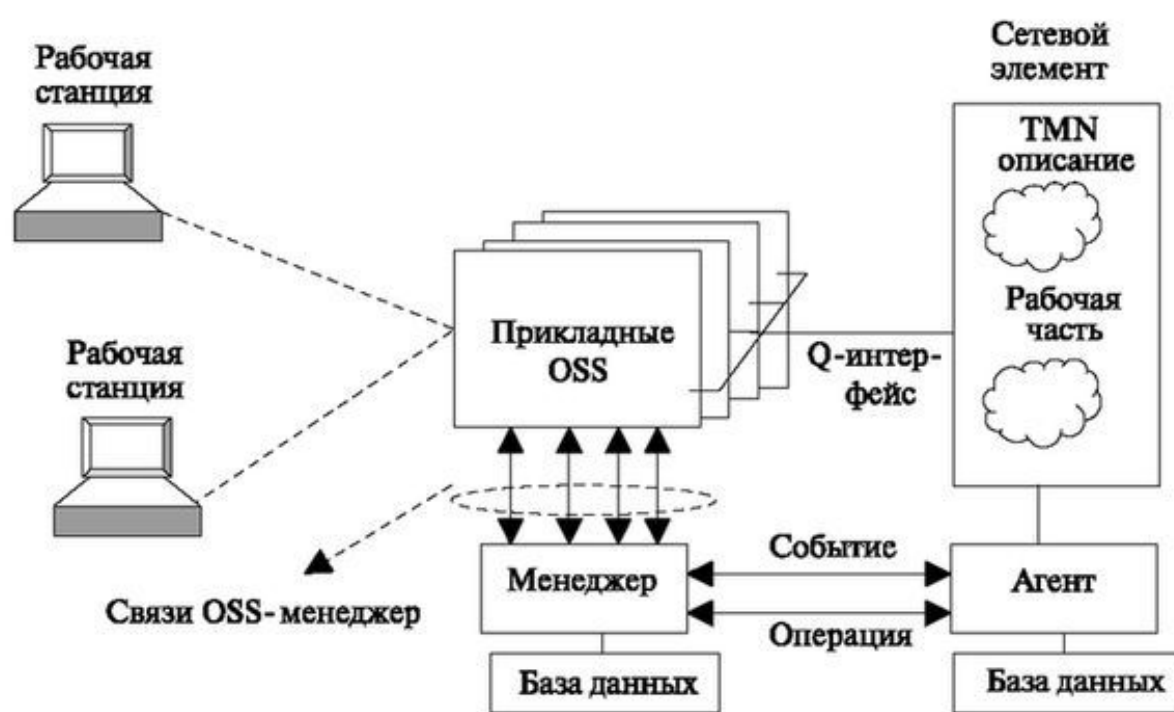 Рабочая
станция
Сетевой
элемент
TMN
описание
Рабочая
станция
Прикладные
OSS
Q-интер-
фейс
Рабочая
часть
Связи OSS-менеджер
Менеджер
Событие
Операция
Агент
База данных
База данных